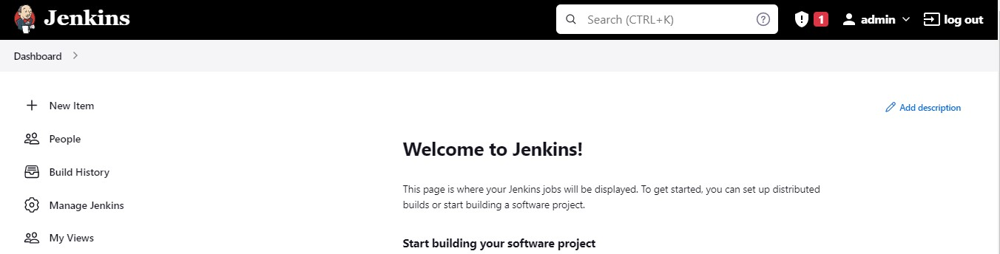 Jenkins
Search (CTRL+K)
?
1
admin
log out
Dashboard
New Item
People
Build History
Manage Jenkins
My Views
Add description
Welcome to Jenkins!
This page is where your Jenkins jobs will be displayed. To get started, you can set up distributed
builds or start building a software project.
Start building your software project